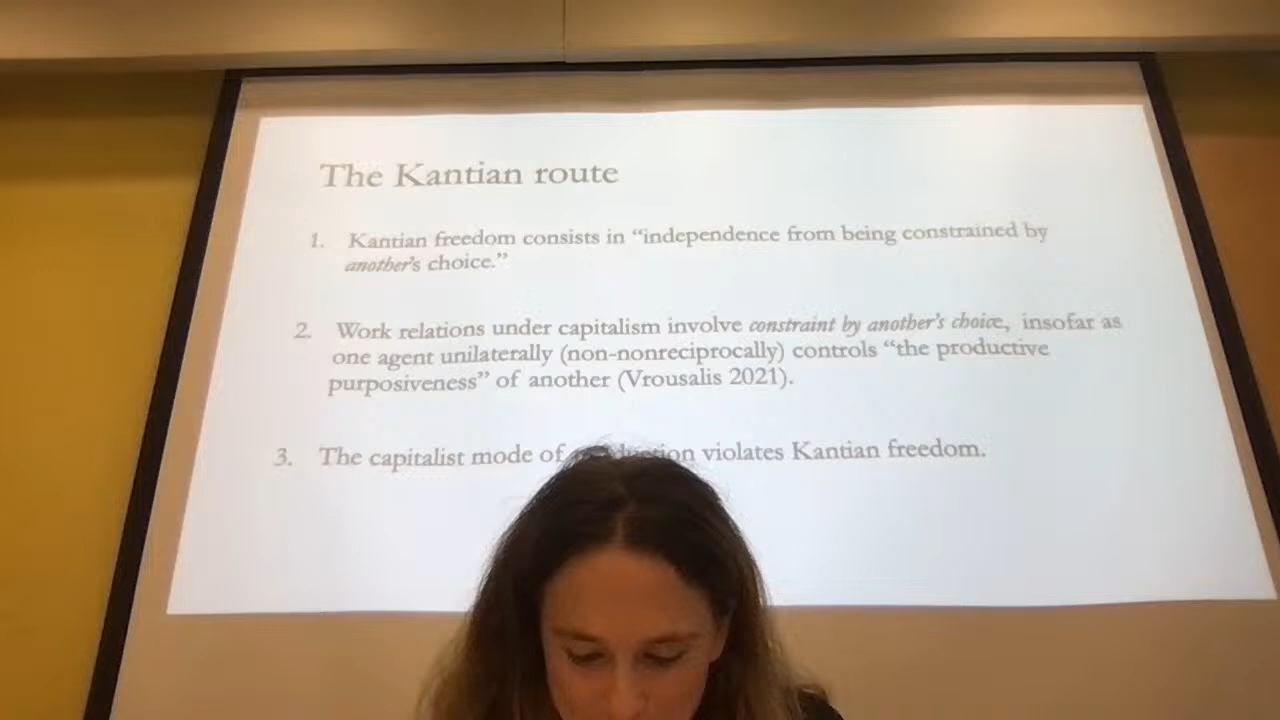 The Kantian route
1. Kantian freedom consists in “independence from being constrained by
another's choice.”
2. Work relations under capitalism involve constraint by another's choice, insofar as
one agent unilaterally (non-nonreciprocally) controls “the productive
purposiveness” of another (Vrousalis 2021).
3. The capitalist mode of violates Kantian freedom.